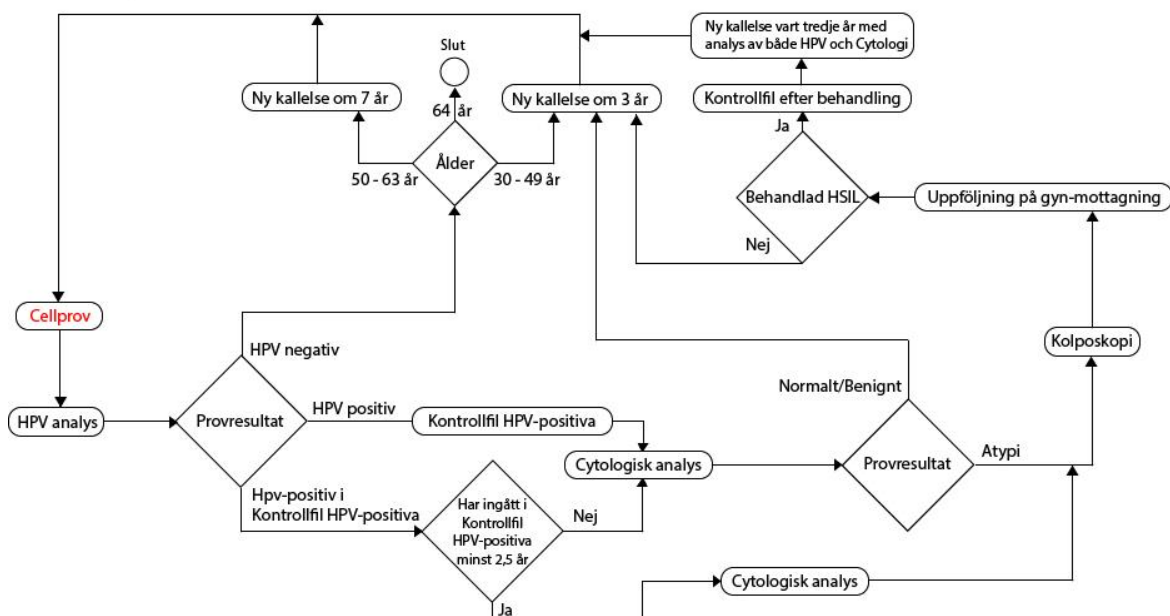 Ny kallelse vart tredje år med
analys av både HPV och Cytologi
Slut
Ny kallelse om 7 år
Ny kallelse om 3 år
Kontrollfil efter behandling
64 år
Ja
Ålder
50 - 63 år
30 - 49 år
Behandlad HSIL
Uppföljning på gyn-mottagning
Nej
Cellprov
Kolposkopi
HPV negativ
Normalt/Benignt
HPV analys
Provresultat
HPV positiv
Kontrollfil HPV-positiva
Cytologisk analys
Provresultat
Atypi
Hpv-positiv i
Kontrollfil HPV-positiva
Har ingått i
Kontrollfil
HPV-positiva
minst 2,5 år
Nej
Cytologisk analys
Ja